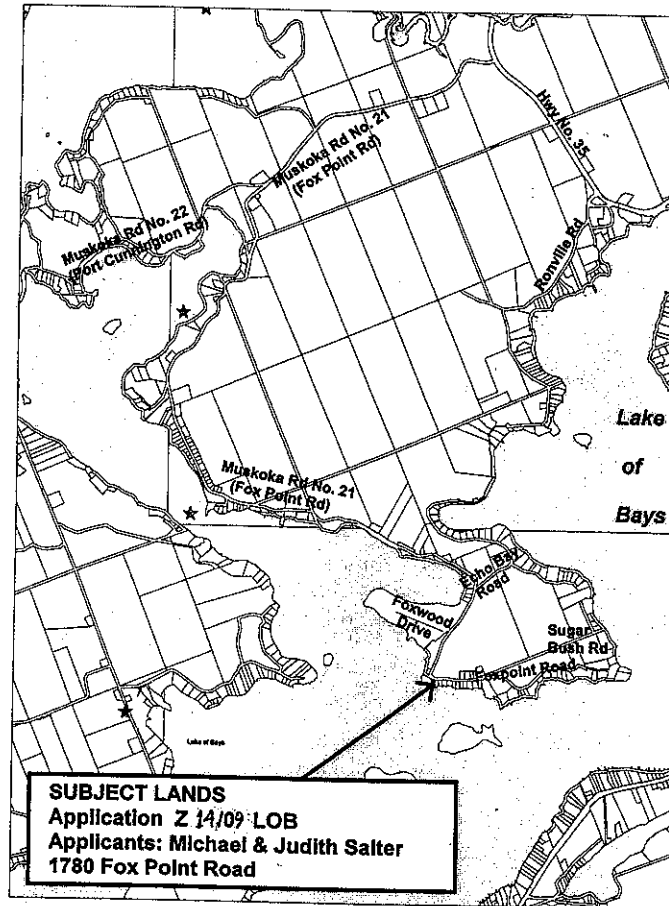 Hwy No. 35
Muskoka Rd No. 21
(Fox Point Rd)
Muskoka Rd No. 22
(Port Cunnington Rd)
Ronville Rd
Lake
of
Bays
Muskoka Rd No. 21
(Fox Point Rd)
Echo Bay
Road
Foxwood
Drive
Sugar
Bush Rd
Foxpoint Road
Lake of Bays
SUBJECT LANDS
Application Z 14/09 LOB
Applicants: Michael & Judith Salter
1780 Fox Point Road